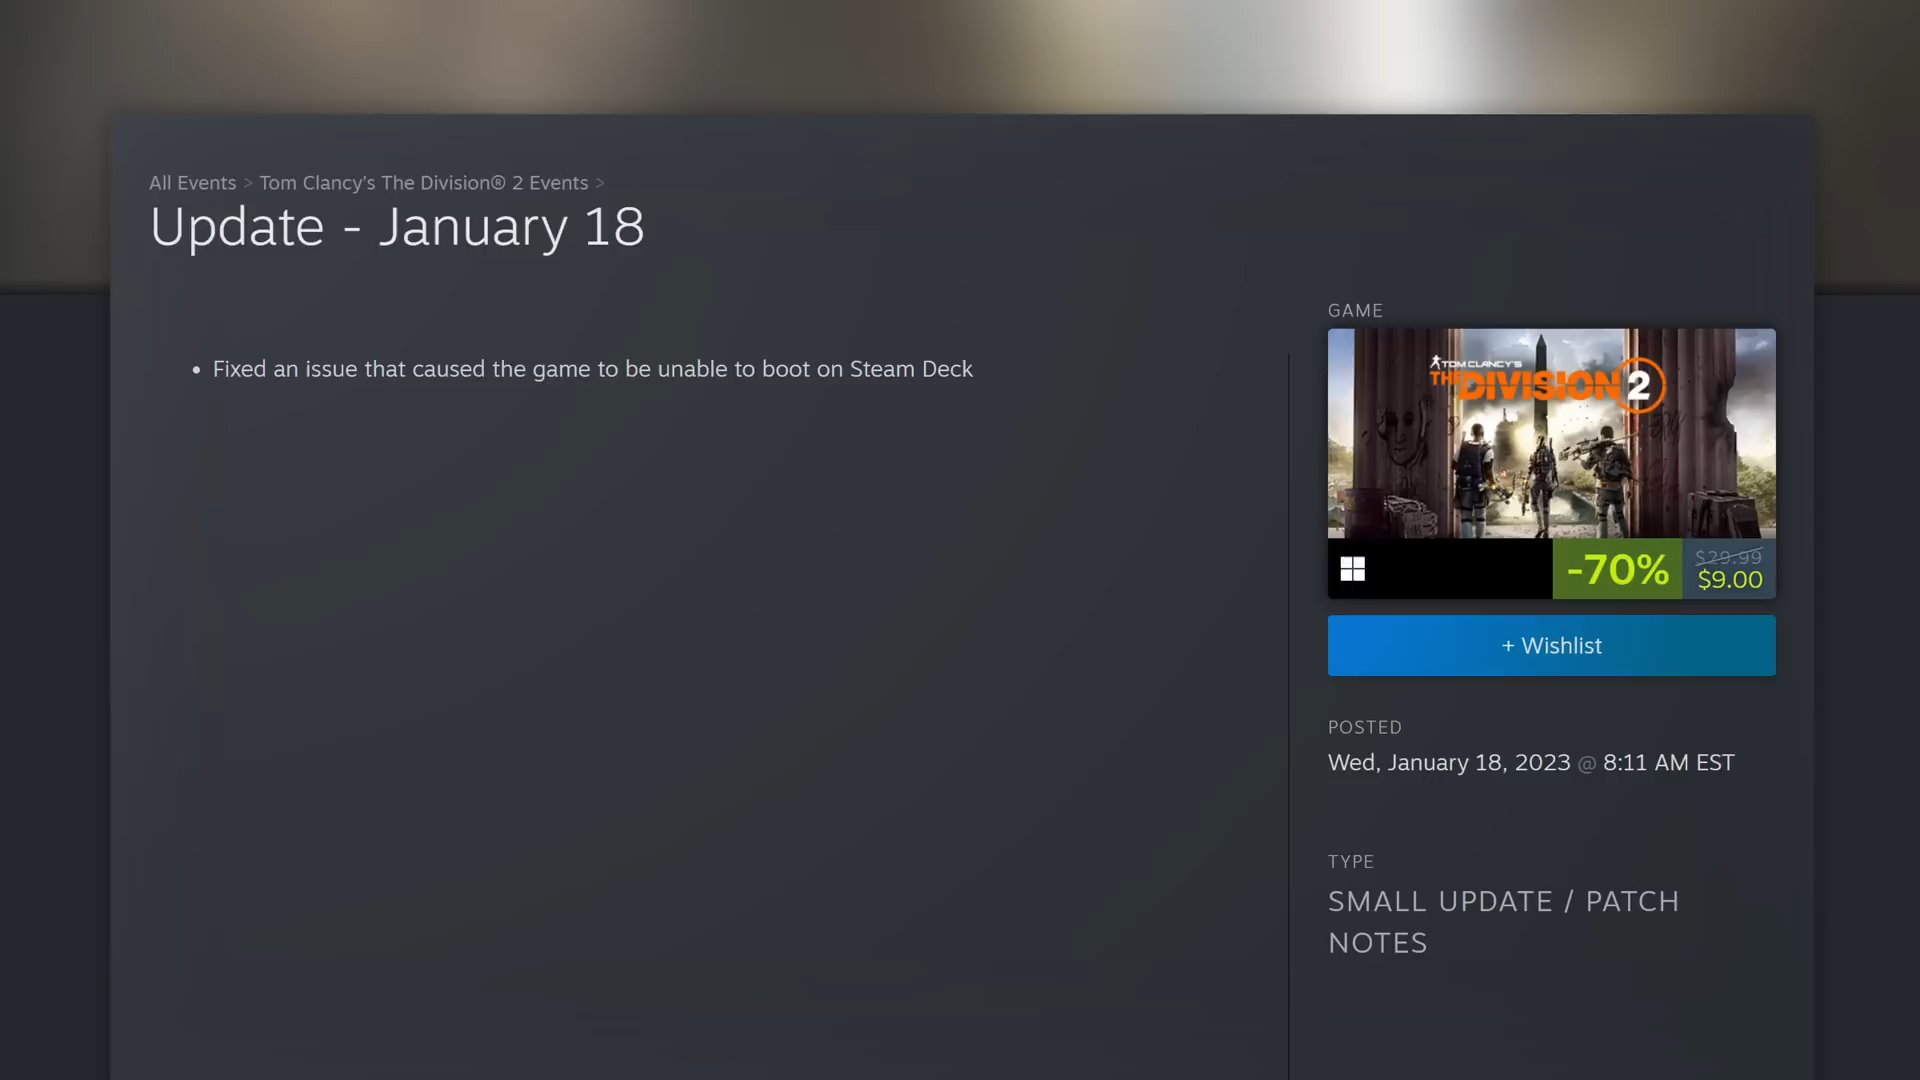 All Events > Tom Clancy's The Division® 2 Events >
Update - January 18
• Fixed an issue that caused the game to be unable to boot on Steam Deck
GAME
TOM CLANCY'S
THE DIVISION 2
-70%
$29.99
$9.00
+ Wishlist
POSTED
Wed, January 18, 2023 @ 8:11 AM EST
TYPE
SMALL UPDATE / PATCH
NOTES